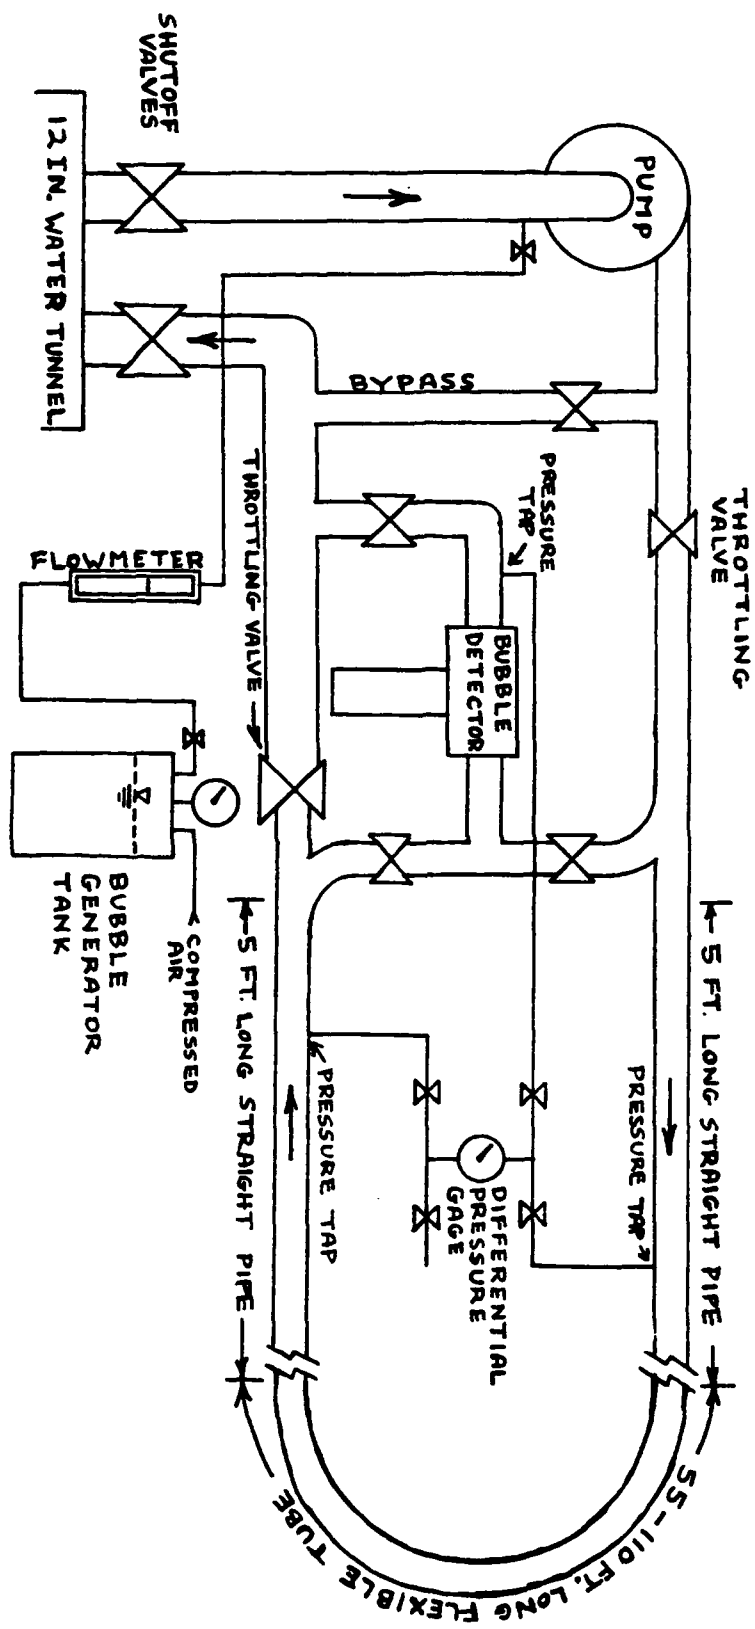 SHUTOFF
VALVES
12 IN. WATER TUNNEL
PUMP
BYPASS
THROTTLING
VALVE
PRESSURE
TAP
BUBBLE
DETECTOR
THROTTLING VALVE
FLOWMETER
BUBBLE
GENERATOR
TANK
COMPRESSED
AIR
5 FT. LONG STRAIGHT PIPE
PRESSURE TAP
DIFFERENTIAL
PRESSURE
GAGE
PRESSURE TAP
5 FT. LONG STRAIGHT PIPE
55-110 FT. LONG FLEXIBLE TUBE